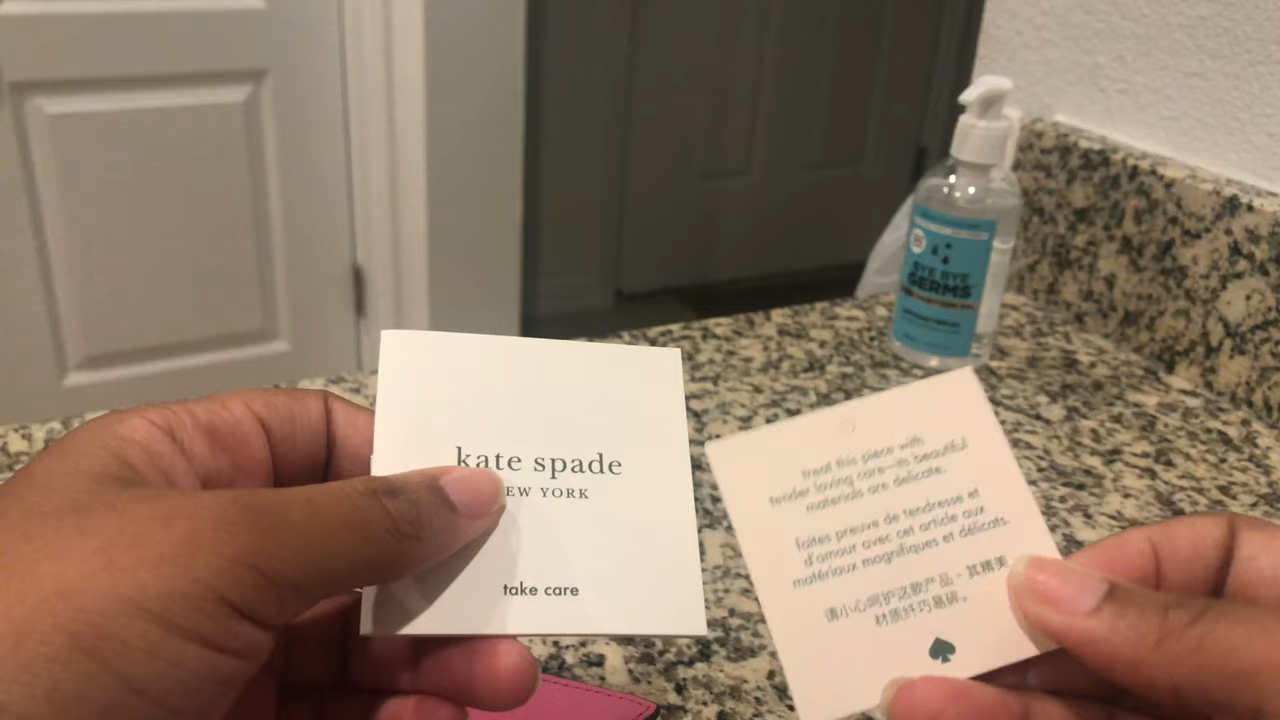 kate spade
EW YORK
take care
treat this piece with
tender loving care—its beautiful
materials are delicate.
faites preuve de tendresse et
d'amour avec cet article aux
matériaux magnifiques et délicats.
请小心呵护这款产品 - 其精美
材质纤巧易碎。
BYE BYE
GERMS